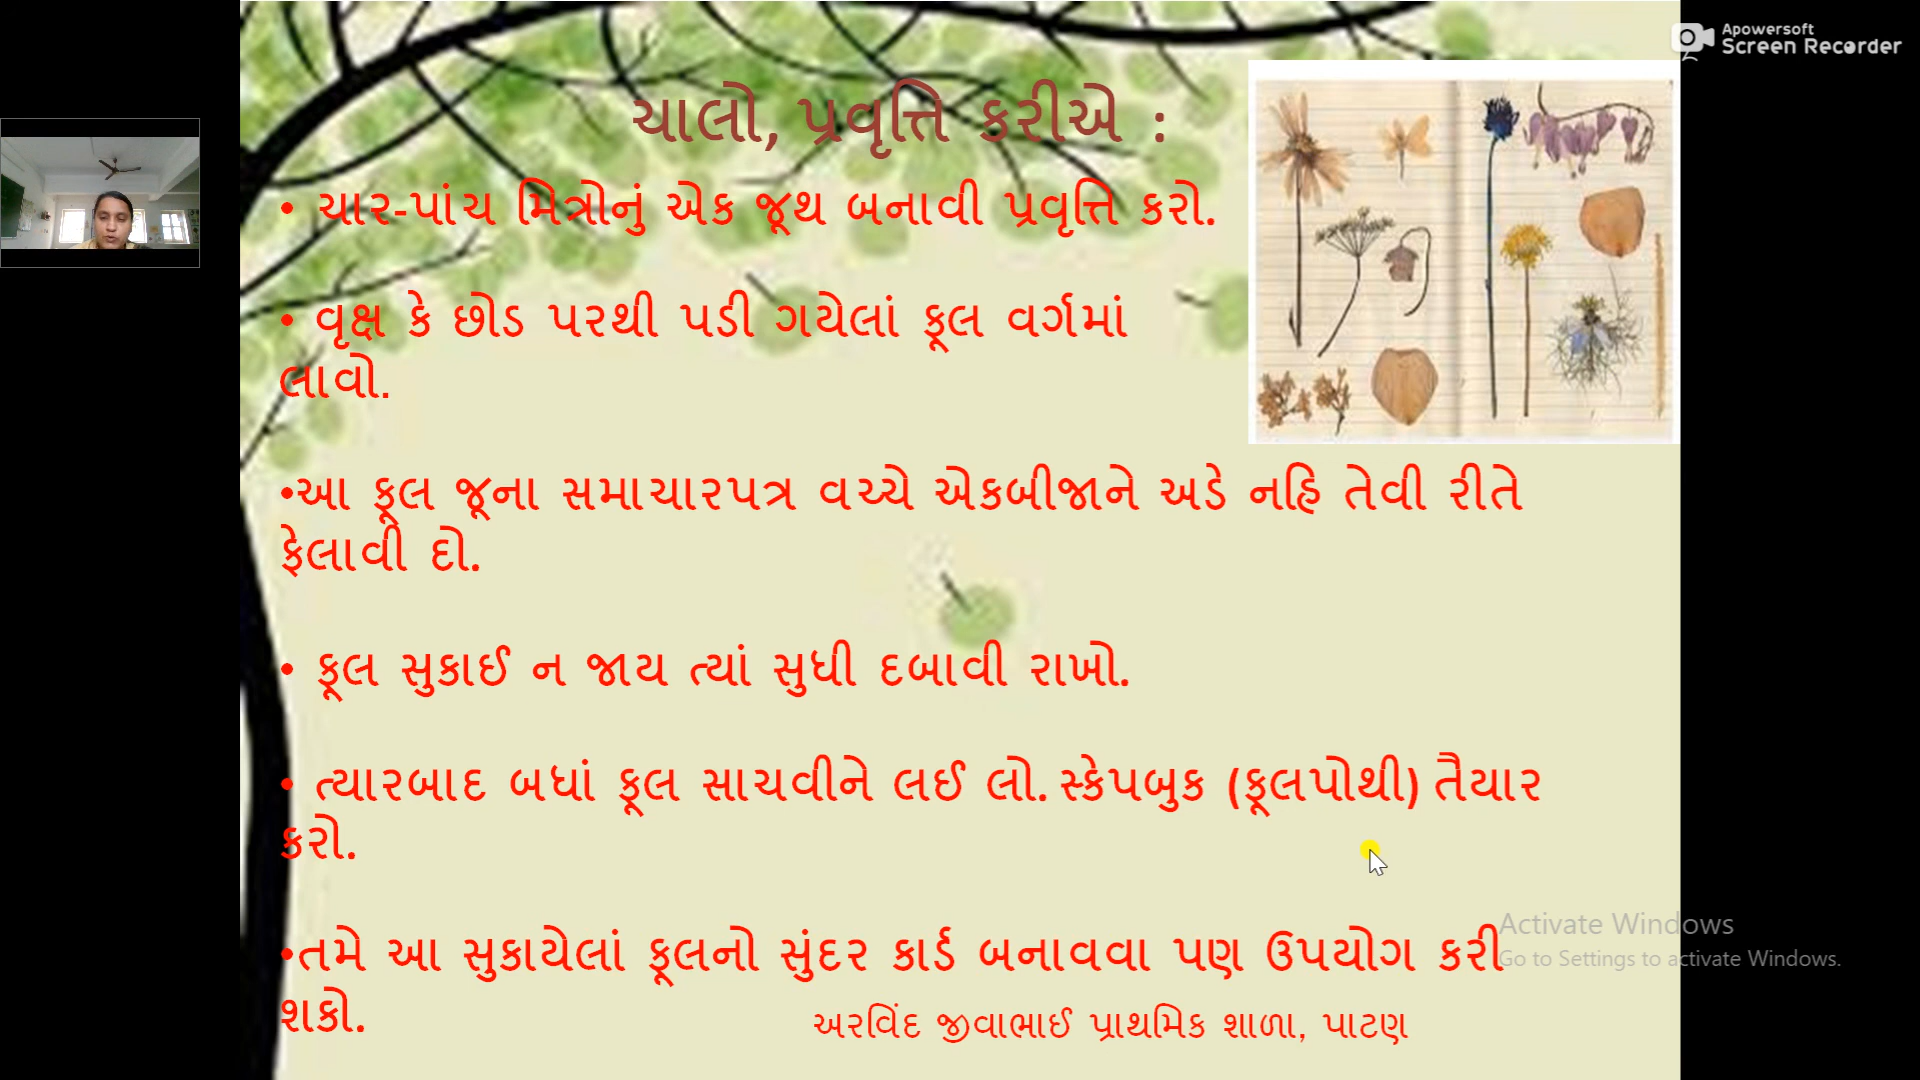 Apowersoft
Screen Recorder
ચાલો, પ્રવૃત્તિ કરીએ :
• ચાર-પાંચ મિત્રોનું એક જૂથ બનાવી પ્રવૃત્તિ કરો.
• વૃક્ષ કે છોડ પરથી પડી ગયેલાં ફૂલ વર્ગમાં
લાવો.
•આ ફૂલ જૂના સમાચારપત્ર વચ્ચે એકબીજાને અડે નહિ તેવી રીતે
ફેલાવી દો.
• ફૂલ સુકાઈ ન જાય ત્યાં સુધી દબાવી રાખો.
• ત્યારબાદ બધાં ફૂલ સાચવીને લઈ લો. સ્કેપબુક (ફૂલપોથી) તૈયાર
કરો.
•તમે આ સુકાયેલાં ફૂલનો સુંદર કાર્ડ બનાવવા પણ ઉપયોગ કરી
શકો.
અરવિંદ જીવાભાઈ પ્રાથમિક શાળા, પાટણ
Activate Windows
Go to Settings to activate Windows.